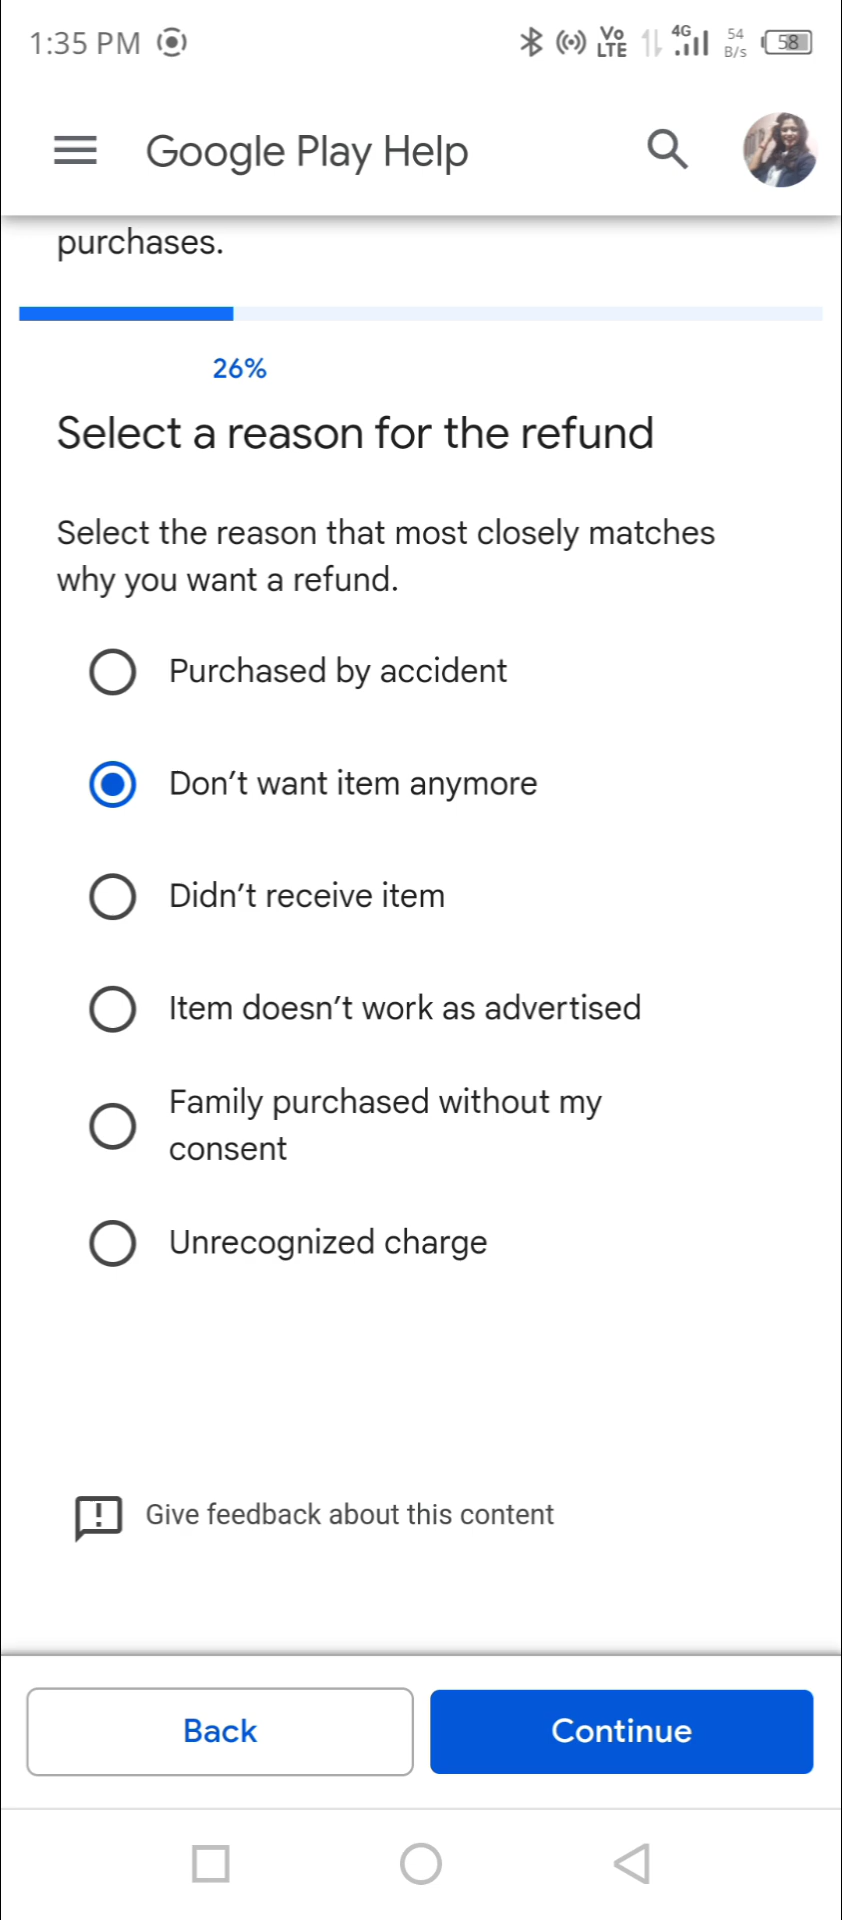 1:35 PM Vo LTE 4G 54 B/s 58
Google Play Help
purchases.
26%
Select a reason for the refund
Select the reason that most closely matches
why you want a refund.
Purchased by accident
Don’t want item anymore
Didn’t receive item
Item doesn’t work as advertised
Family purchased without my
consent
Unrecognized charge
Give feedback about this content
Back Continue